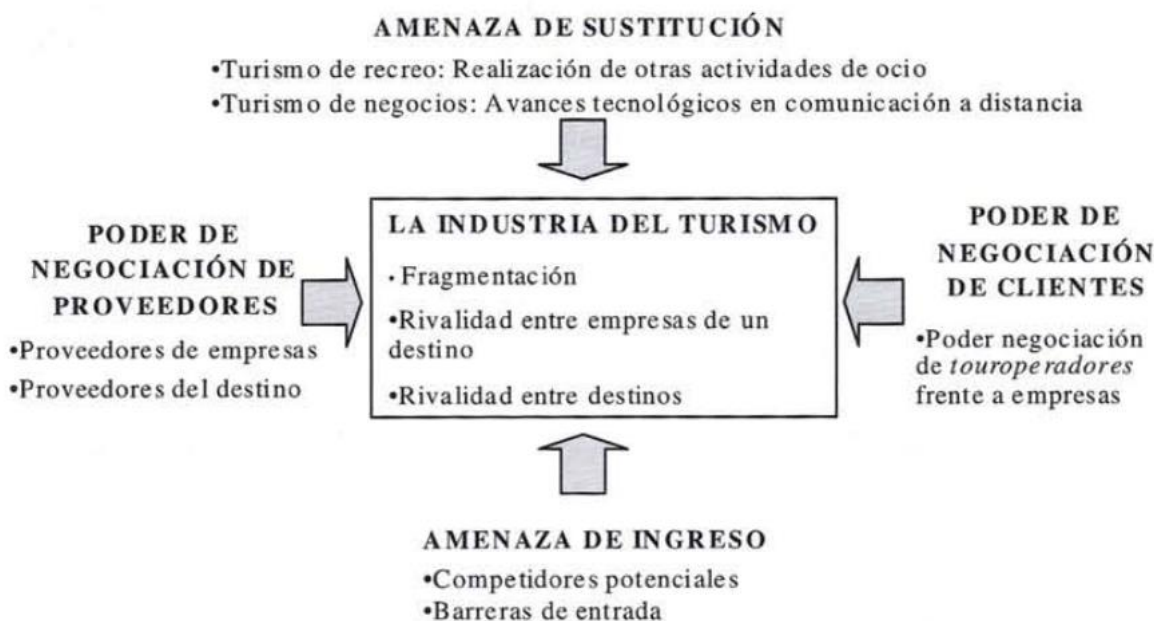 AMENAZA DE SUSTITUCIÓN
•Turismo de recreo: Realización de otras actividades de ocio
•Turismo de negocios: Avances tecnológicos en comunicación a distancia
PODER DE
NEGOCIACIÓN DE
PROVEEDORES
•Proveedores de empresas
•Proveedores del destino
LA INDUSTRIA DEL TURISMO
· Fragmentación
•Rivalidad entre empresas de un
destino
•Rivalidad entre destinos
PODER DE
NEGOCIACIÓN
DE CLIENTES
•Poder negociación
de touroperadores
frente a empresas
AMENAZA DE INGRESO
•Competidores potenciales
•Barreras de entrada